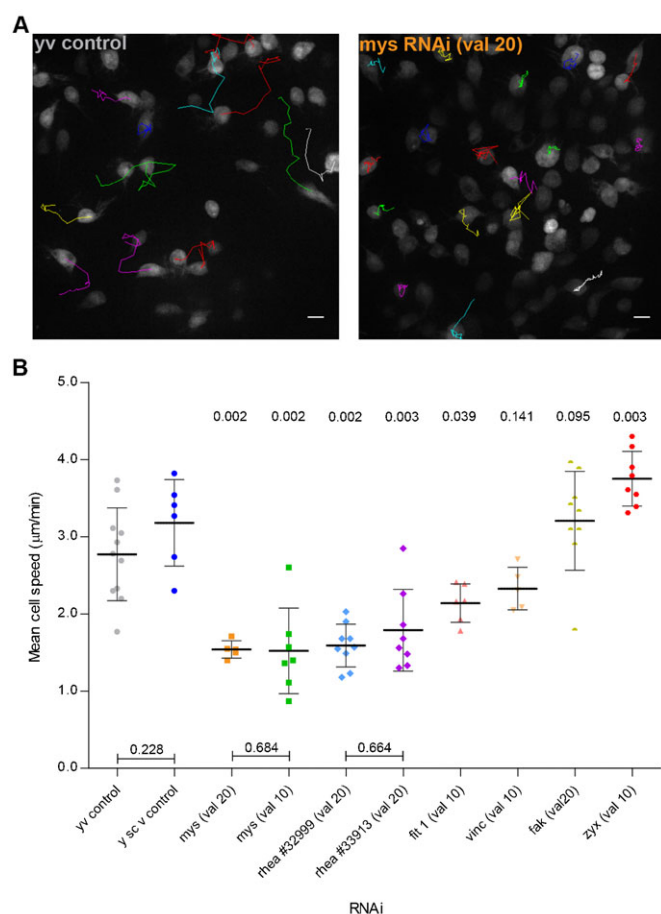 A
yv control
mys RNAi (val 20)
B
5.0
4.0
3.0
2.0
1.0
0.0
Mean cell speed (μm/min)
0.002 0.002 0.002 0.003 0.039 0.141 0.095 0.003
0.228 0.684 0.664
yv control
y sc v control
mys (val 20)
mys (val 10)
rhea #32999 (val 20)
rhea #33913 (val 20)
fit 1 (val 10)
vinc (val 10)
fak (val20)
zyx (val 10)
RNAi